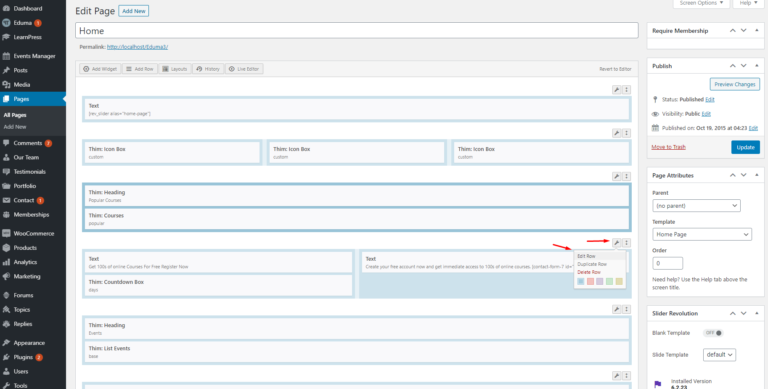 Dashboard
Eduma 1
LearnPress
Events Manager
Posts
Media
Pages
All Pages
Add New
Comments 7
Our Team
Testimonials
Portfolio
Contact 1
Memberships
WooCommerce
Products
Analytics
Marketing
Forums
Topics
Replies
Appearance
Plugins 2
Users
Tools
Screen Options ▼
Help ▼
Edit Page Add New
Home
Permalink: http://localhost/Eduma3/
Add Widget Add Row Layouts History Live Editor Revert to Editor
Text
[rev_slider alias="home-page"]
Thim: Icon Box
custom
Thim: Icon Box
custom
Thim: Icon Box
custom
Thim: Heading
Popular Courses
Thim: Courses
popular
Text
Get 100s of online Courses For Free Register Now
Thim: Countdown Box
Text
Create your free account now and get immediate access to 100s of online courses. [contact-form-7 id="
Edit Row
Duplicate Row
Delete Row
Thim: Heading
Events
Thim: List Events
base
Require Membership
Publish
Preview Changes
Status: Published Edit
Visibility: Public Edit
Published on: Oct 19, 2015 at 04:23 Edit
Move to Trash
Update
Page Attributes
Parent
(no parent)
Template
Home Page
Order
0
Need help? Use the Help tab above the
screen title.
Slider Revolution
Blank Template OFF
Slide Template default
Installed Version
6.2.23